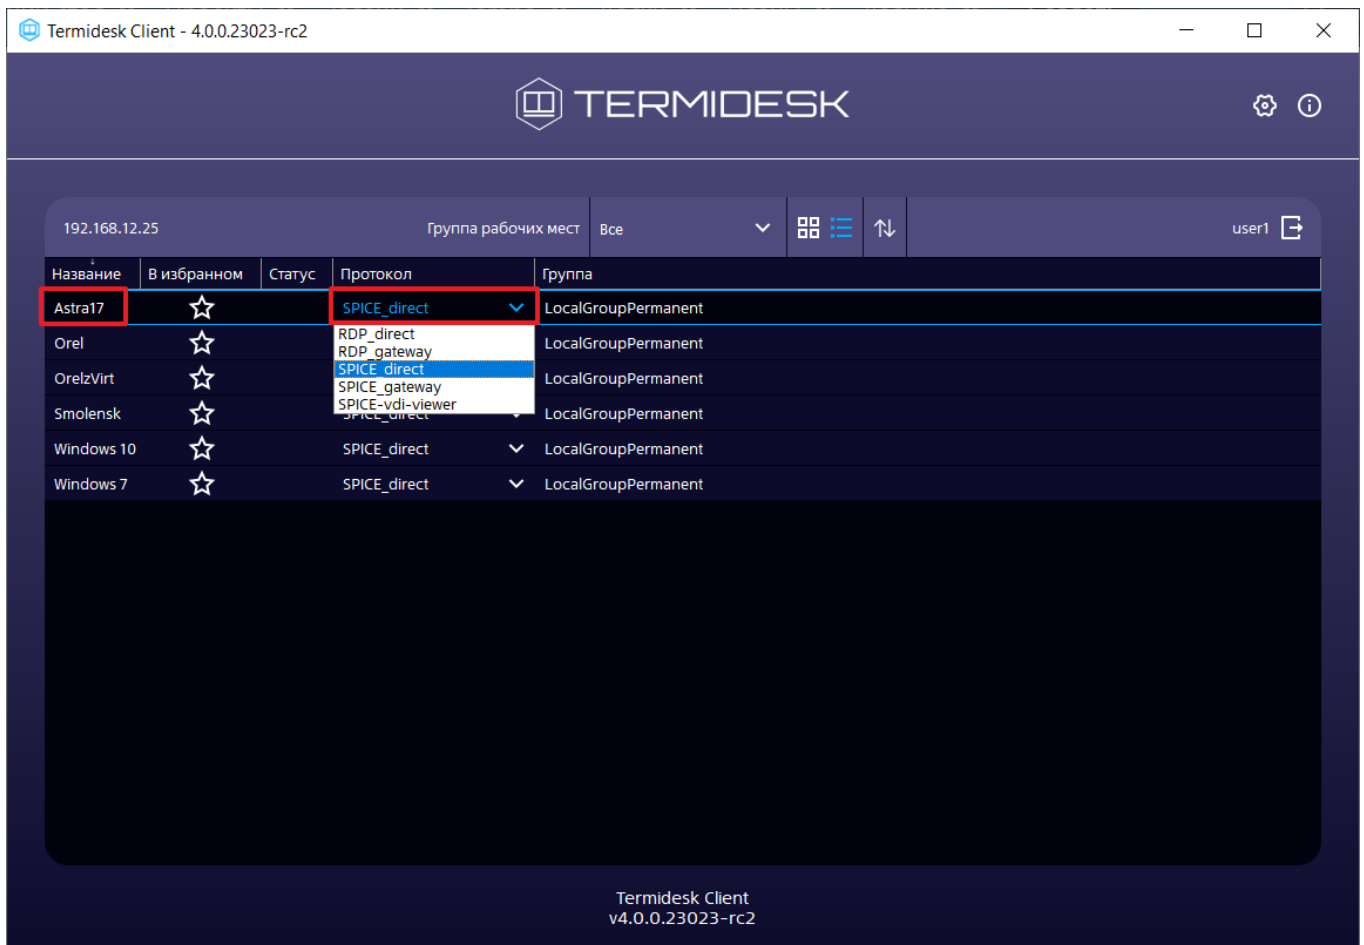 Termidesk Client - 4.0.0.23023-rc2
TERMIDESK
192.168.12.25 Группа рабочих мест Все user1
Название В избранном Статус Протокол Группа
Astra17 SPICE_direct LocalGroupPermanent
RDP_direct
Orel LocalGroupPermanent
RDP_gateway
SPICE_direct
OrelzVirt LocalGroupPermanent
SPICE_gateway
SPICE-vdi-viewer
Smolensk SPICE_direct LocalGroupPermanent
Windows 10 SPICE_direct LocalGroupPermanent
Windows 7 SPICE_direct LocalGroupPermanent
Termidesk Client
v4.0.0.23023-rc2